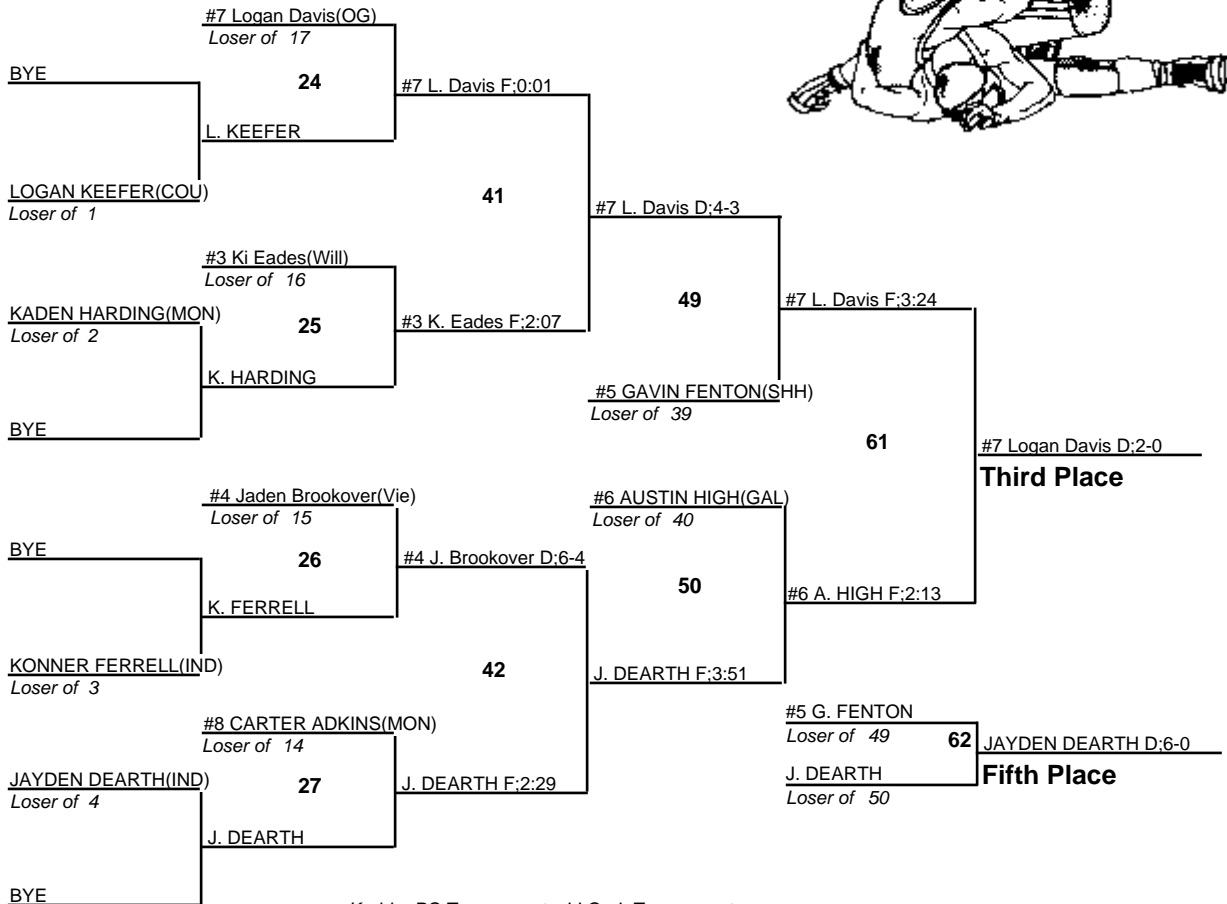 #7 Logan Davis(OG)
Loser of 17
BYE
24
#7 L. Davis F;0:01
L. KEEFER
LOGAN KEEFER(COU)
Loser of 1
41
#7 L. Davis D;4-3
#3 Ki Eades(Will)
Loser of 16
KADEN HARDING(MON)
Loser of 2
25
#3 K. Eades F;2:07
49
#7 L. Davis F;3:24
K. HARDING
#5 GAVIN FENTON(SHH)
Loser of 39
BYE
61
#7 Logan Davis D;2-0
Third Place
#4 Jaden Brookover(Vie)
Loser of 15
#6 AUSTIN HIGH(GAL)
Loser of 40
BYE
26
#4 J. Brookover D;6-4
50
#6 A. HIGH F;2:13
K. FERRELL
KONNER FERRELL(IND)
Loser of 3
42
J. DEARTH F;3:51
#8 CARTER ADKINS(MON)
Loser of 14
#5 G. FENTON
Loser of 49
62
JAYDEN DEARTH D;6-0
Fifth Place
JAYDEN DEARTH(IND)
Loser of 4
27
J. DEARTH F;2:29
J. DEARTH
Loser of 50
J. DEARTH
BYE